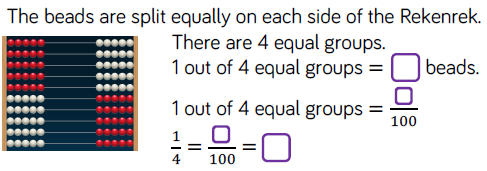 The beads are split equally on each side of the Rekenrek.
There are 4 equal groups.
1 out of 4 equal groups = □ beads.
1 out of 4 equal groups = □/100
1/4 = □/100 = □